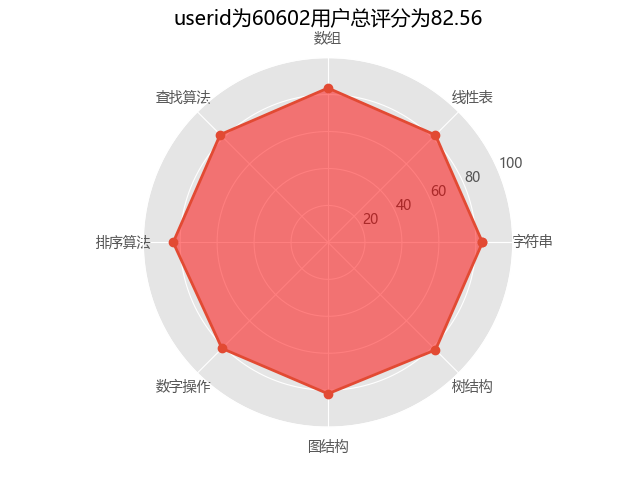 userid为60602用户总评分为82.56
数组
查找算法
线性表
100
80
60
40
20
排序算法
字符串
数字操作
树结构
图结构